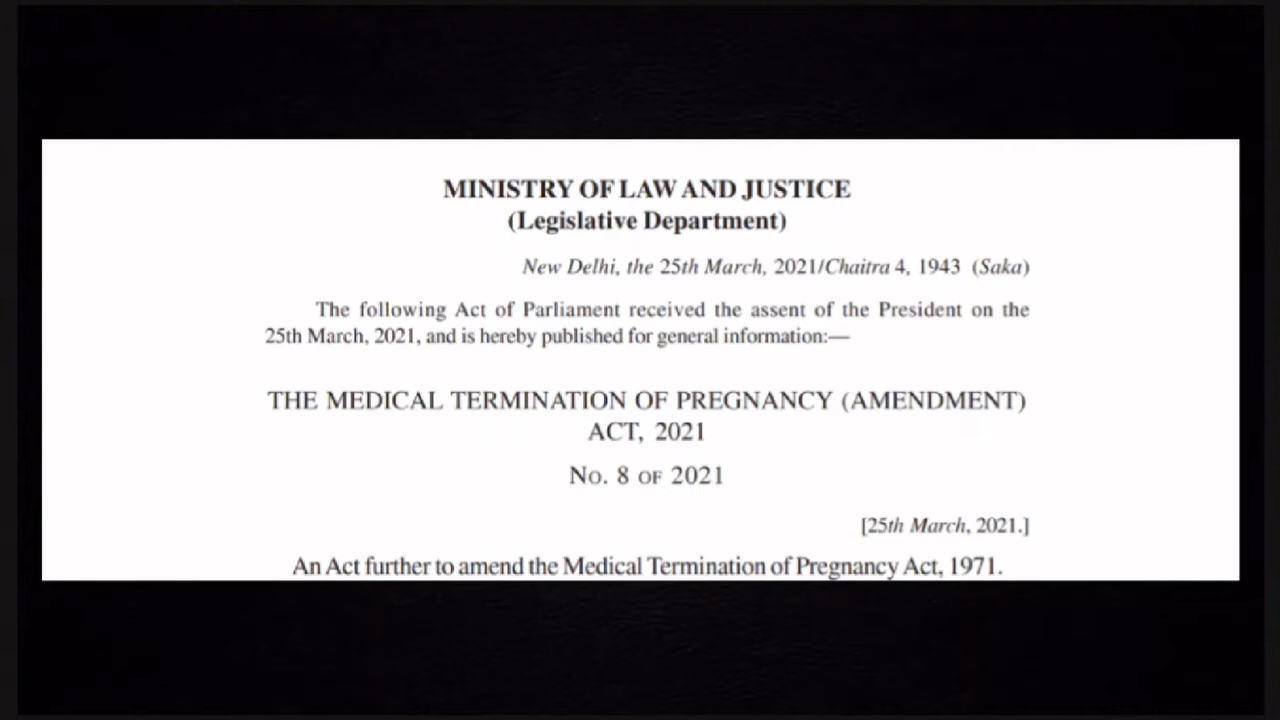 MINISTRY OF LAW AND JUSTICE
(Legislative Department)
New Delhi, the 25th March, 2021/Chaitra 4, 1943 (Saka)
The following Act of Parliament received the assent of the President on the
25th March, 2021, and is hereby published for general information:—
THE MEDICAL TERMINATION OF PREGNANCY (AMENDMENT)
ACT, 2021
No. 8 OF 2021
[25th March, 2021.]
An Act further to amend the Medical Termination of Pregnancy Act, 1971.